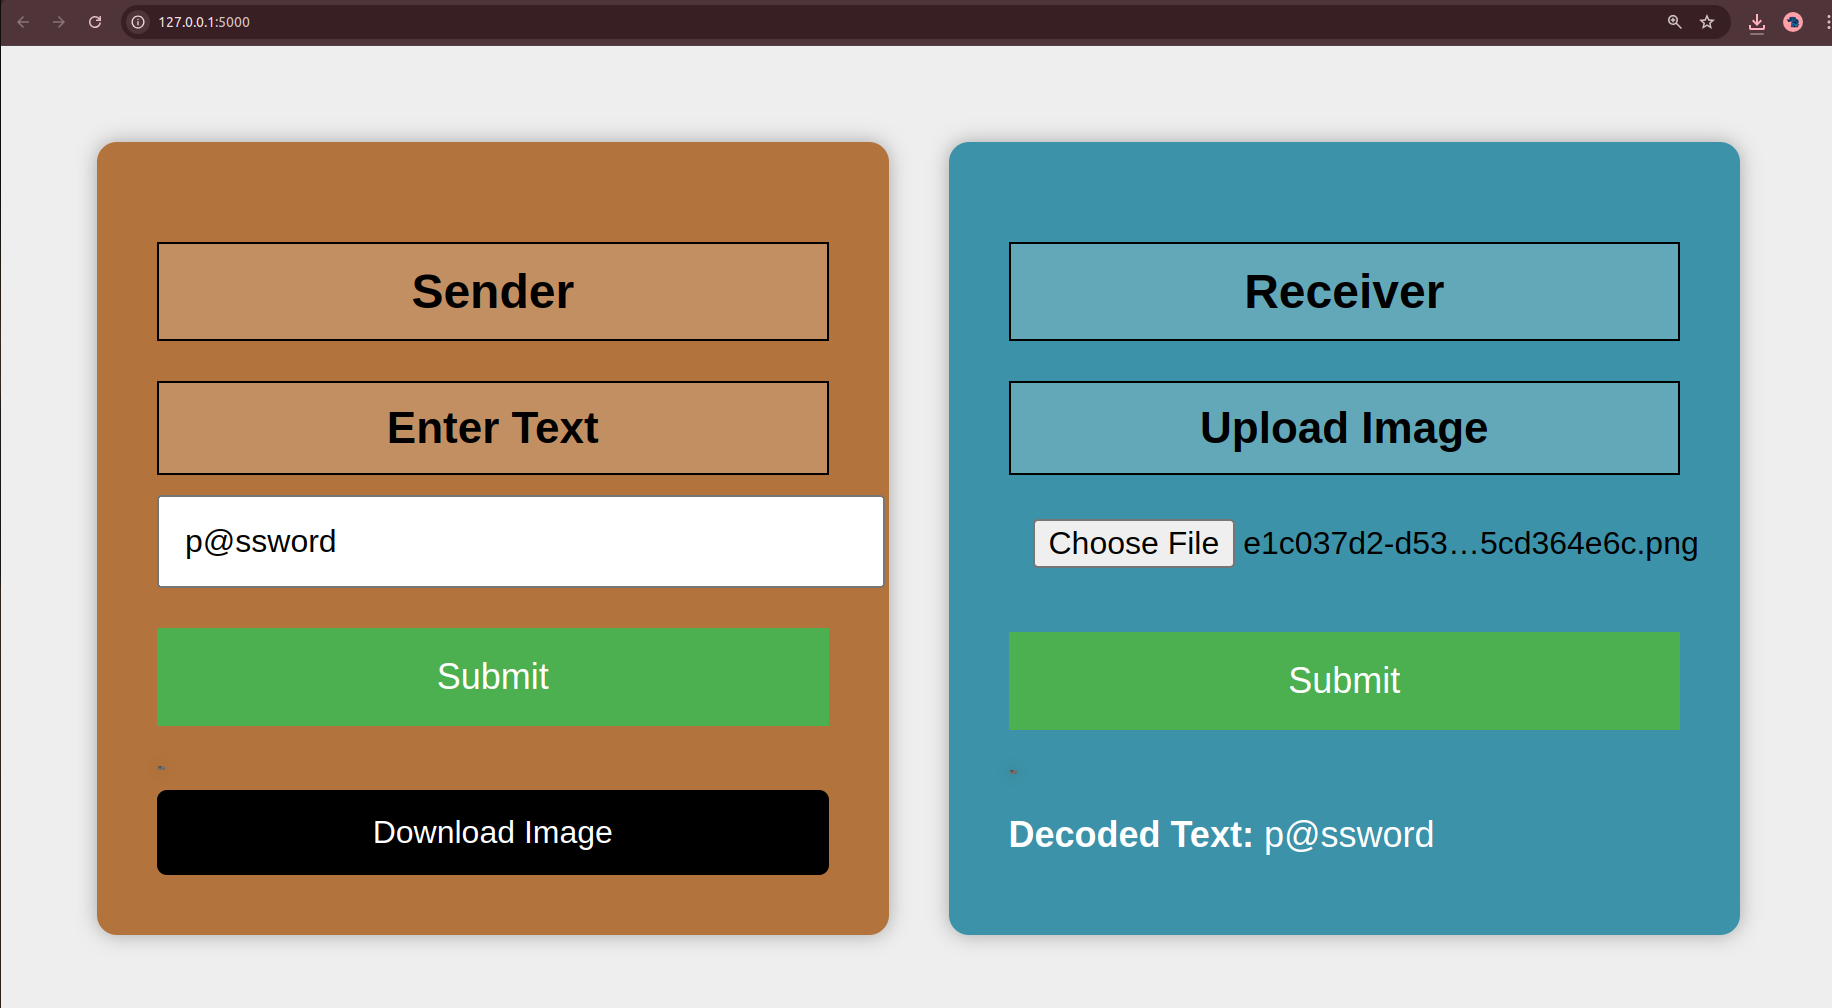 127.0.0.1:5000
Sender
Enter Text
p@ssword
Submit
Download Image
Receiver
Upload Image
Choose File e1c037d2-d53…5cd364e6c.png
Submit
Decoded Text: p@ssword